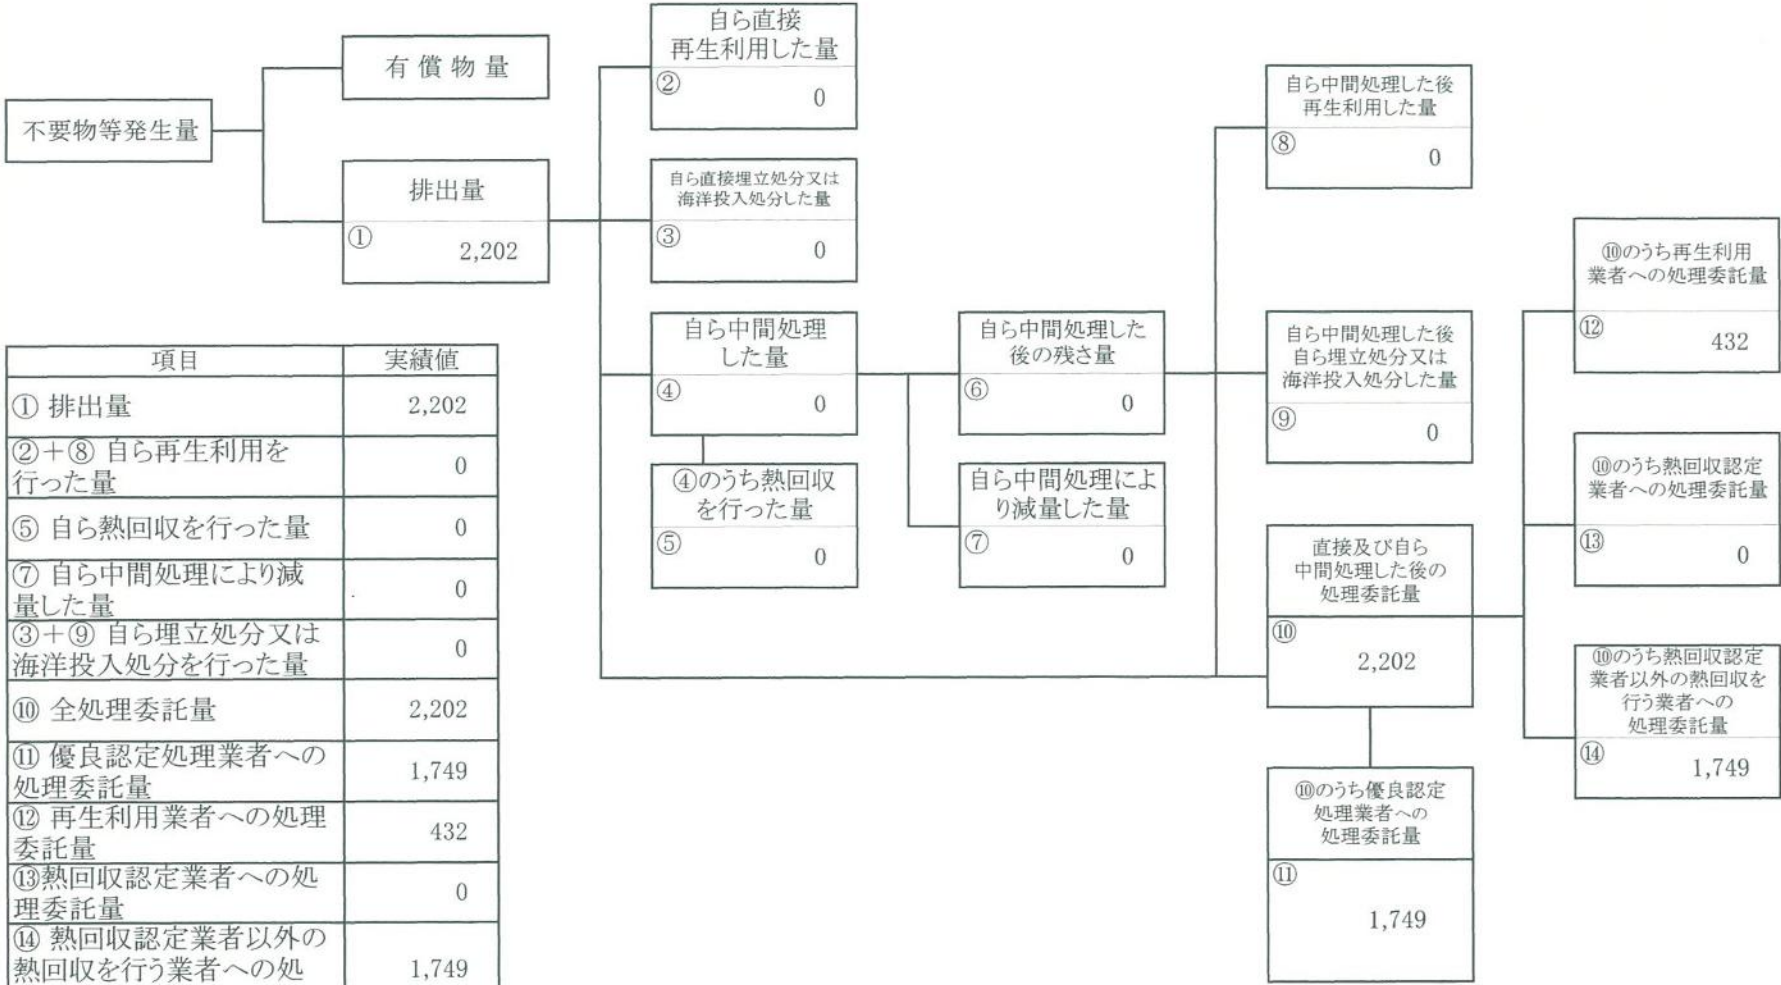 不要物等発生量
有 償 物 量
排出量
①
2,202
自ら直接
再生利用した量
②
0
自ら直接埋立処分又は
海洋投入処分した量
③
0
自ら中間処理
した量
④
0
④のうち熱回収
を行った量
⑤
0
自ら中間処理した
後の残さ量
⑥
0
自ら中間処理によ
り減量した量
⑦
0
自ら中間処理した後
再生利用した量
⑧
0
自ら中間処理した後
自ら埋立処分又は
海洋投入処分した量
⑨
0
直接及び自ら
中間処理した後の
処理委託量
⑩
2,202
⑩のうち優良認定
処理業者への
処理委託量
⑪
1,749
⑩のうち再生利用
業者への処理委託量
⑫
432
⑩のうち熱回収認定
業者への処理委託量
⑬
0
⑩のうち熱回収認定
業者以外の熱回収を
行う業者への
処理委託量
⑭
1,749
項目 実績値
① 排出量 2,202
②+⑧ 自ら再生利用を
行った量 0
⑤ 自ら熱回収を行った量 0
⑦ 自ら中間処理により減
量した量 0
③+⑨ 自ら埋立処分又は
海洋投入処分を行った量 0
⑩ 全処理委託量 2,202
⑪ 優良認定処理業者への
処理委託量 1,749
⑫ 再生利用業者への処理
委託量 432
⑬熱回収認定業者への処
理委託量 0
⑭ 熱回収認定業者以外の
熱回収を行う業者への処 1,749